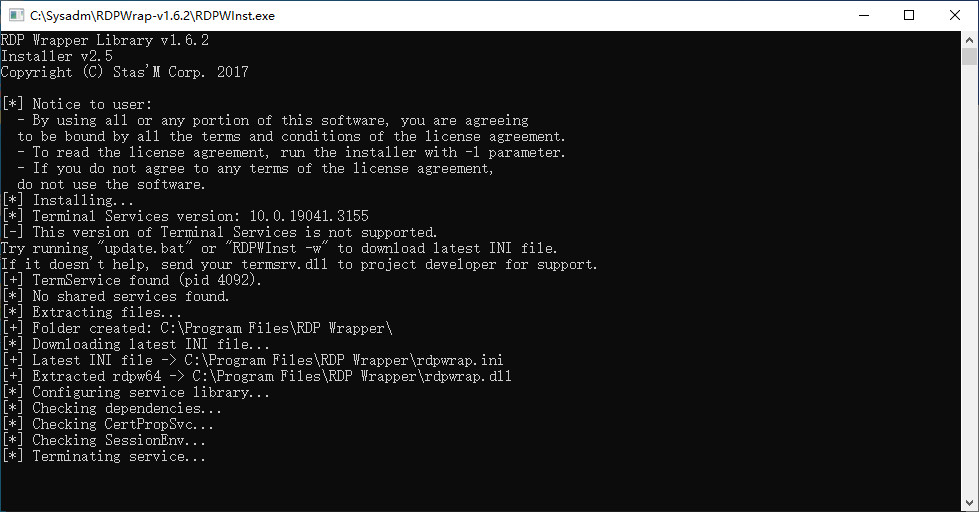 C:\Sysadm\RDPWrap-v1.6.2\RDPWInst.exe
RDP Wrapper Library v1.6.2
Installer v2.5
Copyright (C) Stas'M Corp. 2017
[*] Notice to user:
- By using all or any portion of this software, you are agreeing
to be bound by all the terms and conditions of the license agreement.
- To read the license agreement, run the installer with -l parameter.
- If you do not agree to any terms of the license agreement,
do not use the software.
[*] Installing...
[*] Terminal Services version: 10.0.19041.3155
[-] This version of Terminal Services is not supported.
Try running "update.bat" or "RDPWInst -w" to download latest INI file.
If it doesn't help, send your termsrv.dll to project developer for support.
[+] TermService found (pid 4092).
[*] No shared services found.
[*] Extracting files...
[+] Folder created: C:\Program Files\RDP Wrapper\
[*] Downloading latest INI file...
[+] Latest INI file -> C:\Program Files\RDP Wrapper\rdpwrap.ini
[+] Extracted rdpw64 -> C:\Program Files\RDP Wrapper\rdpwrap.dll
[*] Configuring service library...
[*] Checking dependencies...
[*] Checking CertPropSvc...
[*] Checking SessionEnv...
[*] Terminating service...